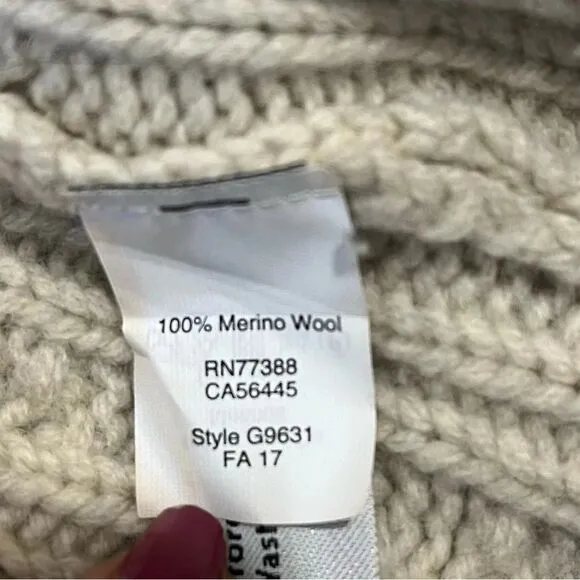 100% Merino Wool
RN77388
CA56445
Style G9631
FA 17